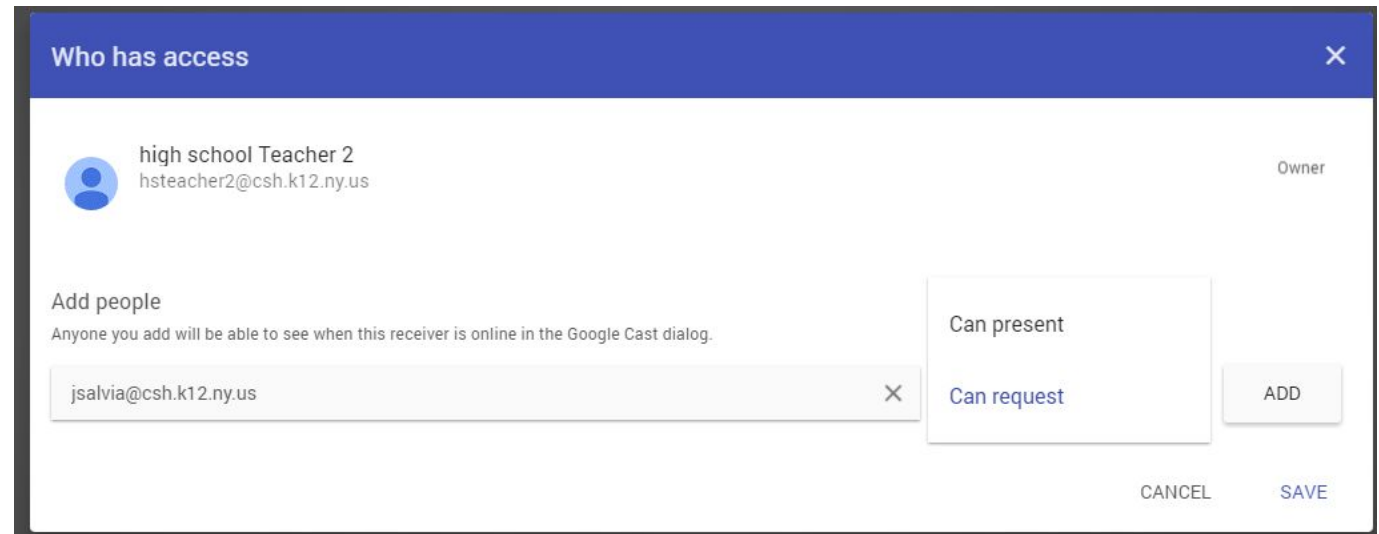 Who has access
high school Teacher 2
hsteacher2@csh.k12.ny.us
Owner
Add people
Anyone you add will be able to see when this receiver is online in the Google Cast dialog.
Can present
jsalvia@csh.k12.ny.us
Can request
ADD
CANCEL
SAVE